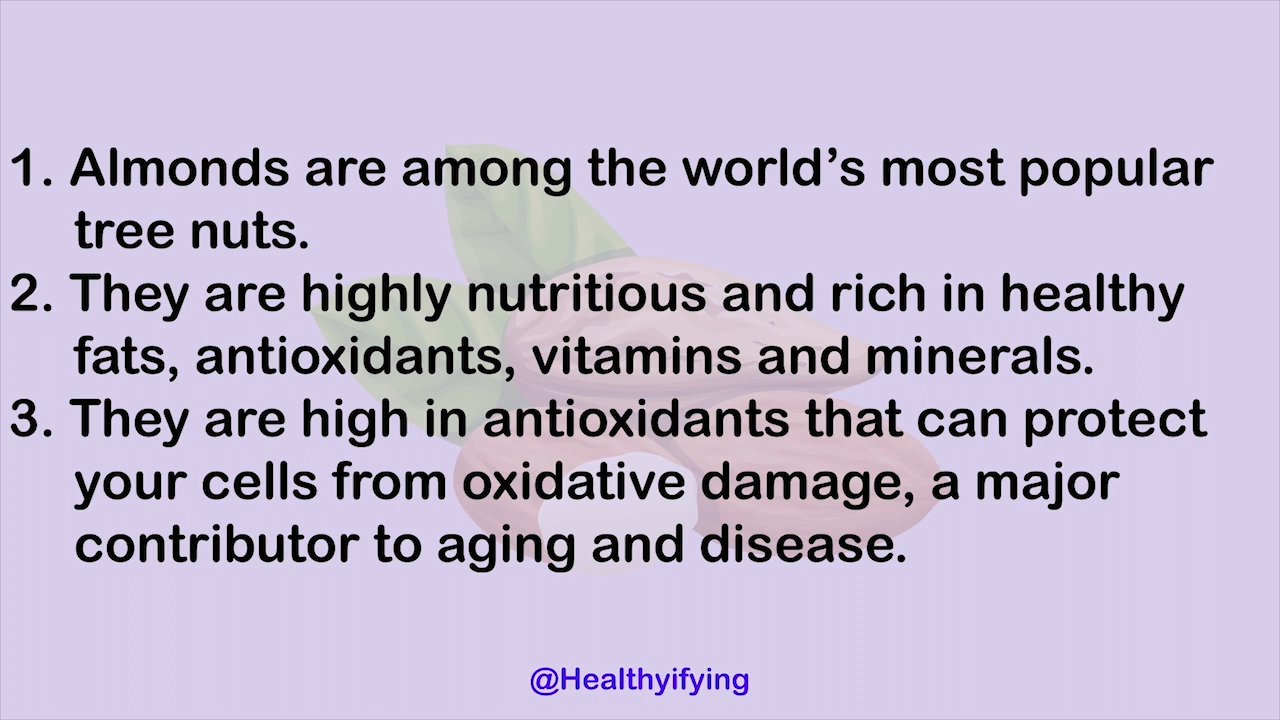 1. Almonds are among the world’s most popular
tree nuts.
2. They are highly nutritious and rich in healthy
fats, antioxidants, vitamins and minerals.
3. They are high in antioxidants that can protect
your cells from oxidative damage, a major
contributor to aging and disease.
@Healthyifying